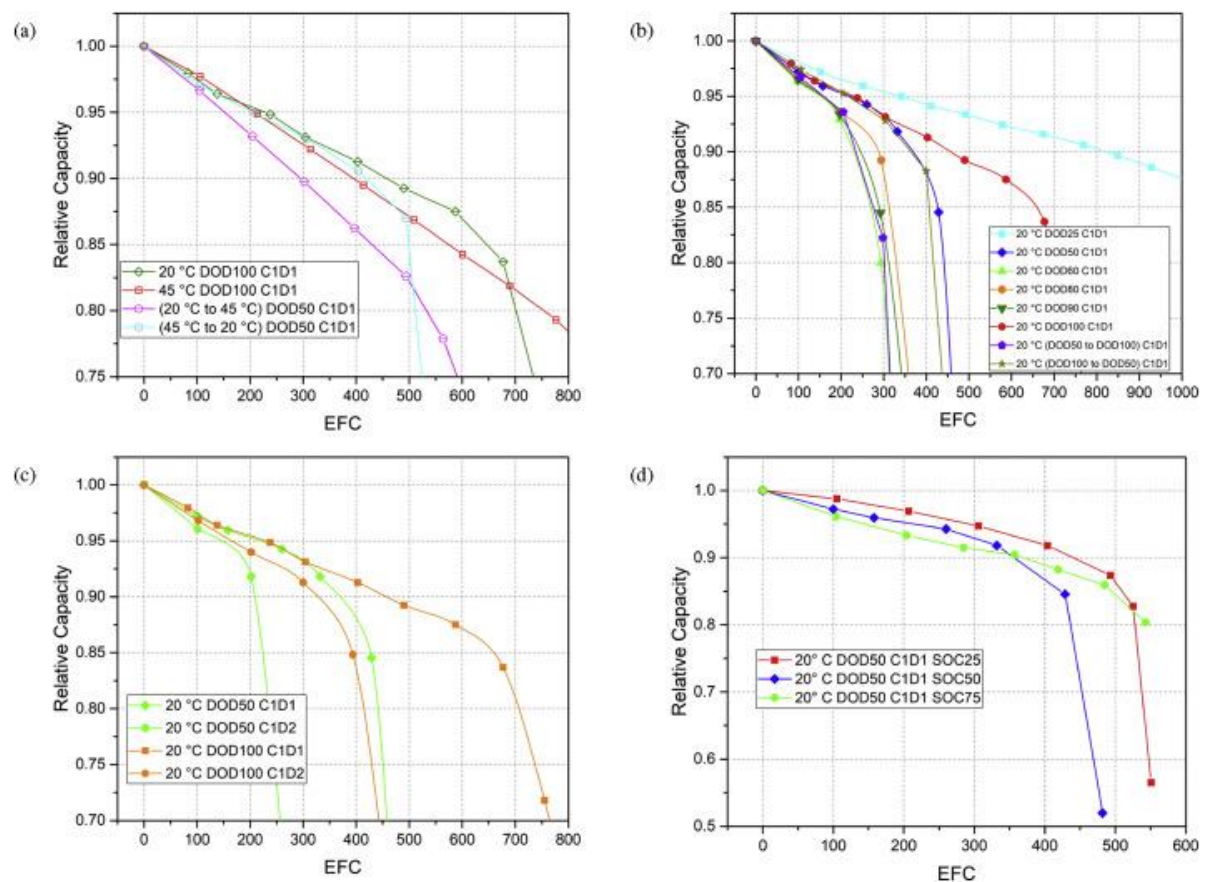 (a)
1.00
0.95
0.90
0.85
0.80
0.75
Relative Capacity
20 °C DOD100 C1D1
45 °C DOD100 C1D1
(20 °C to 45 °C) DOD50 C1D1
(45 °C to 20 °C) DOD50 C1D1
0 100 200 300 400 500 600 700 800
EFC
(b)
1.00
0.95
0.90
0.85
0.80
0.75
0.70
Relative Capacity
20 °C DOD25 C1D1
20 °C DOD50 C1D1
20 °C DOD60 C1D1
20 °C DOD80 C1D1
20 °C DOD90 C1D1
20 °C DOD100 C1D1
20 °C (DOD50 to DOD100) C1D1
20 °C (DOD100 to DOD50) C1D1
0 100 200 300 400 500 600 700 800 900 1000
EFC
(c)
1.00
0.95
0.90
0.85
0.80
0.75
0.70
Relative Capacity
20 °C DOD50 C1D1
20 °C DOD50 C1D2
20 °C DOD100 C1D1
20 °C DOD100 C1D2
0 100 200 300 400 500 600 700 800
EFC
(d)
1.0
0.9
0.8
0.7
0.6
0.5
Relative Capacity
20° C DOD50 C1D1 SOC25
20° C DOD50 C1D1 SOC50
20° C DOD50 C1D1 SOC75
0 100 200 300 400 500 600
EFC